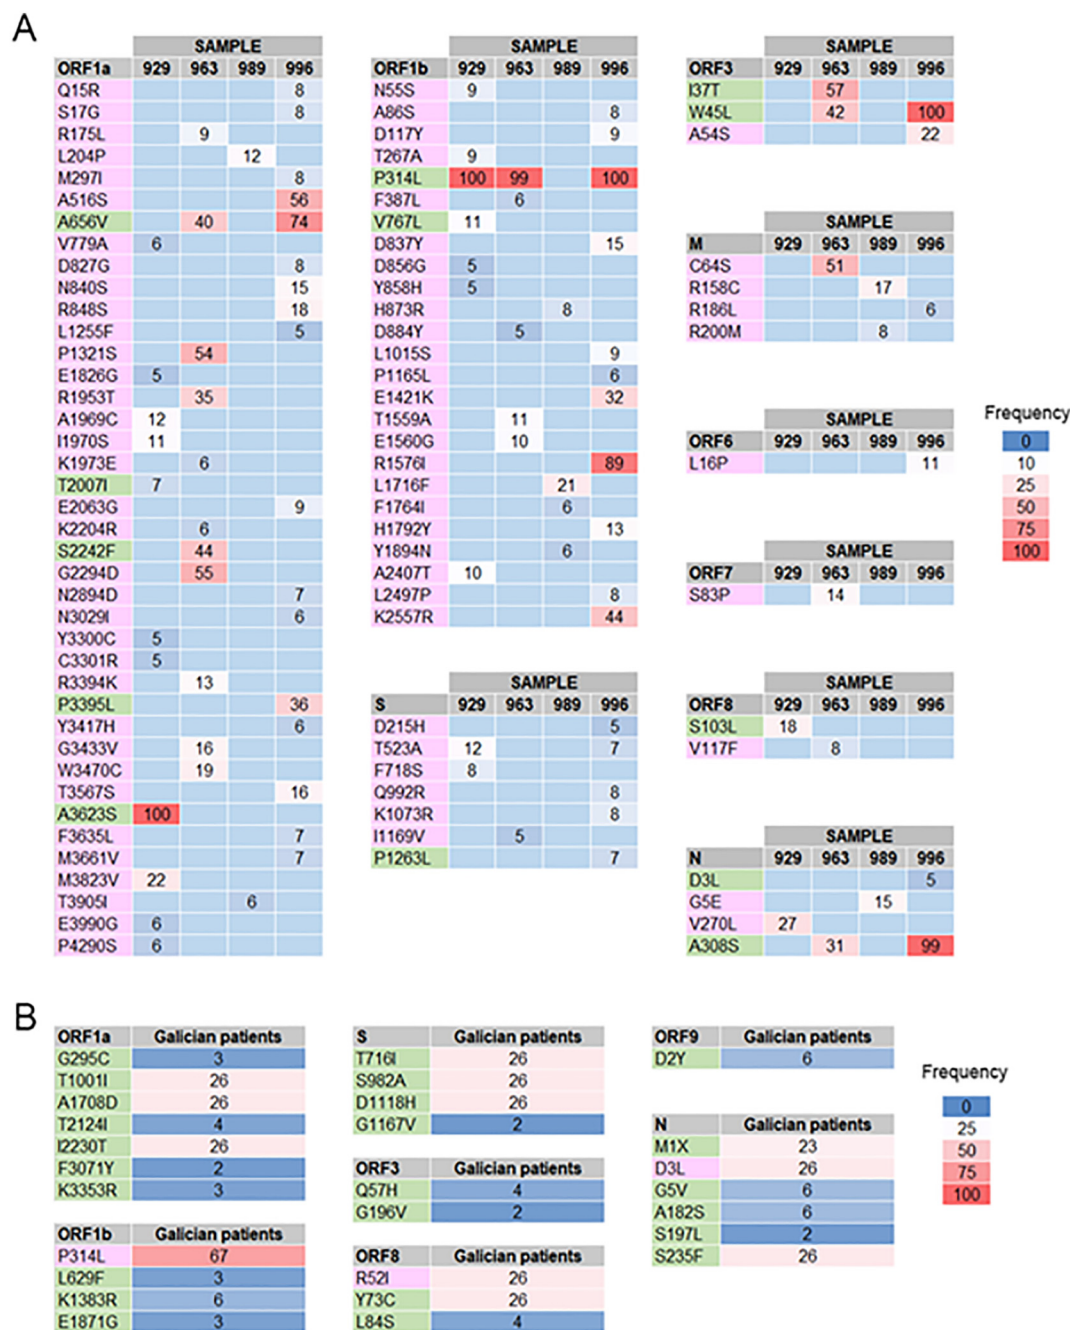 A
SAMPLE
ORF1a 929 963 989 996
Q15R 8
S17G 8
R175L 9
L204P 12
M297I 8
A516S 56
A656V 40 74
V779A 6
D827G 8
N840S 15
R848S 18
L1255F 5
P1321S 54
E1826G 5
R1953T 35
A1969C 12
I1970S 11
K1973E 6
T2007I 7
E2063G 9
K2204R 6
S2242F 44
G2294D 55
N2894D 7
N3029I 6
Y3300C 5
C3301R 5
R3394K 13
P3395L 36
Y3417H 6
G3433V 16
W3470C 19
T3567S 16
A3623S 100
F3635L 7
M3661V 7
M3823V 22
T3905I 6
E3990G 6
P4290S 6
SAMPLE
ORF1b 929 963 989 996
N55S 9
A86S 8
D117Y 9
T267A 9
P314L 100 99 100
F387L 6
V767L 11
D837Y 15
D856G 5
Y858H 5
H873R 8
D884Y 5
L1015S 9
P1165L 6
E1421K 32
T1559A 11
E1560G 10
R1576I 89
L1716F 21
F1764I 6
H1792Y 13
Y1894N 6
A2407T 10
L2497P 8
K2557R 44
SAMPLE
S 929 963 989 996
D215H 5
T523A 12 7
F718S 8
Q992R 8
K1073R 8
I1169V 5
P1263L 7
SAMPLE
ORF3 929 963 989 996
I37T 57
W45L 42 100
A54S 22
SAMPLE
M 929 963 989 996
C64S 51
R158C 17
R186L 6
R200M 8
SAMPLE
ORF6 929 963 989 996
L16P 11
SAMPLE
ORF7 929 963 989 996
S83P 14
SAMPLE
ORF8 929 963 989 996
S103L 18
V117F 8
SAMPLE
N 929 963 989 996
D3L 5
G5E 15
V270L 27
A308S 31 99
Frequency
0
10
25
50
75
100
B
ORF1a Galician patients
G295C 3
T1001I 26
A1708D 26
T2124I 4
I2230T 26
F3071Y 2
K3353R 3
ORF1b Galician patients
P314L 67
L629F 3
K1383R 6
E1871G 3
S Galician patients
T716I 26
S982A 26
D1118H 26
G1167V 2
ORF3 Galician patients
Q57H 4
G196V 2
ORF8 Galician patients
R52I 26
Y73C 26
L84S 4
ORF9 Galician patients
D2Y 6
N Galician patients
M1X 23
D3L 26
G5V 6
A182S 6
S197L 2
S235F 26
Frequency
0
25
50
75
100